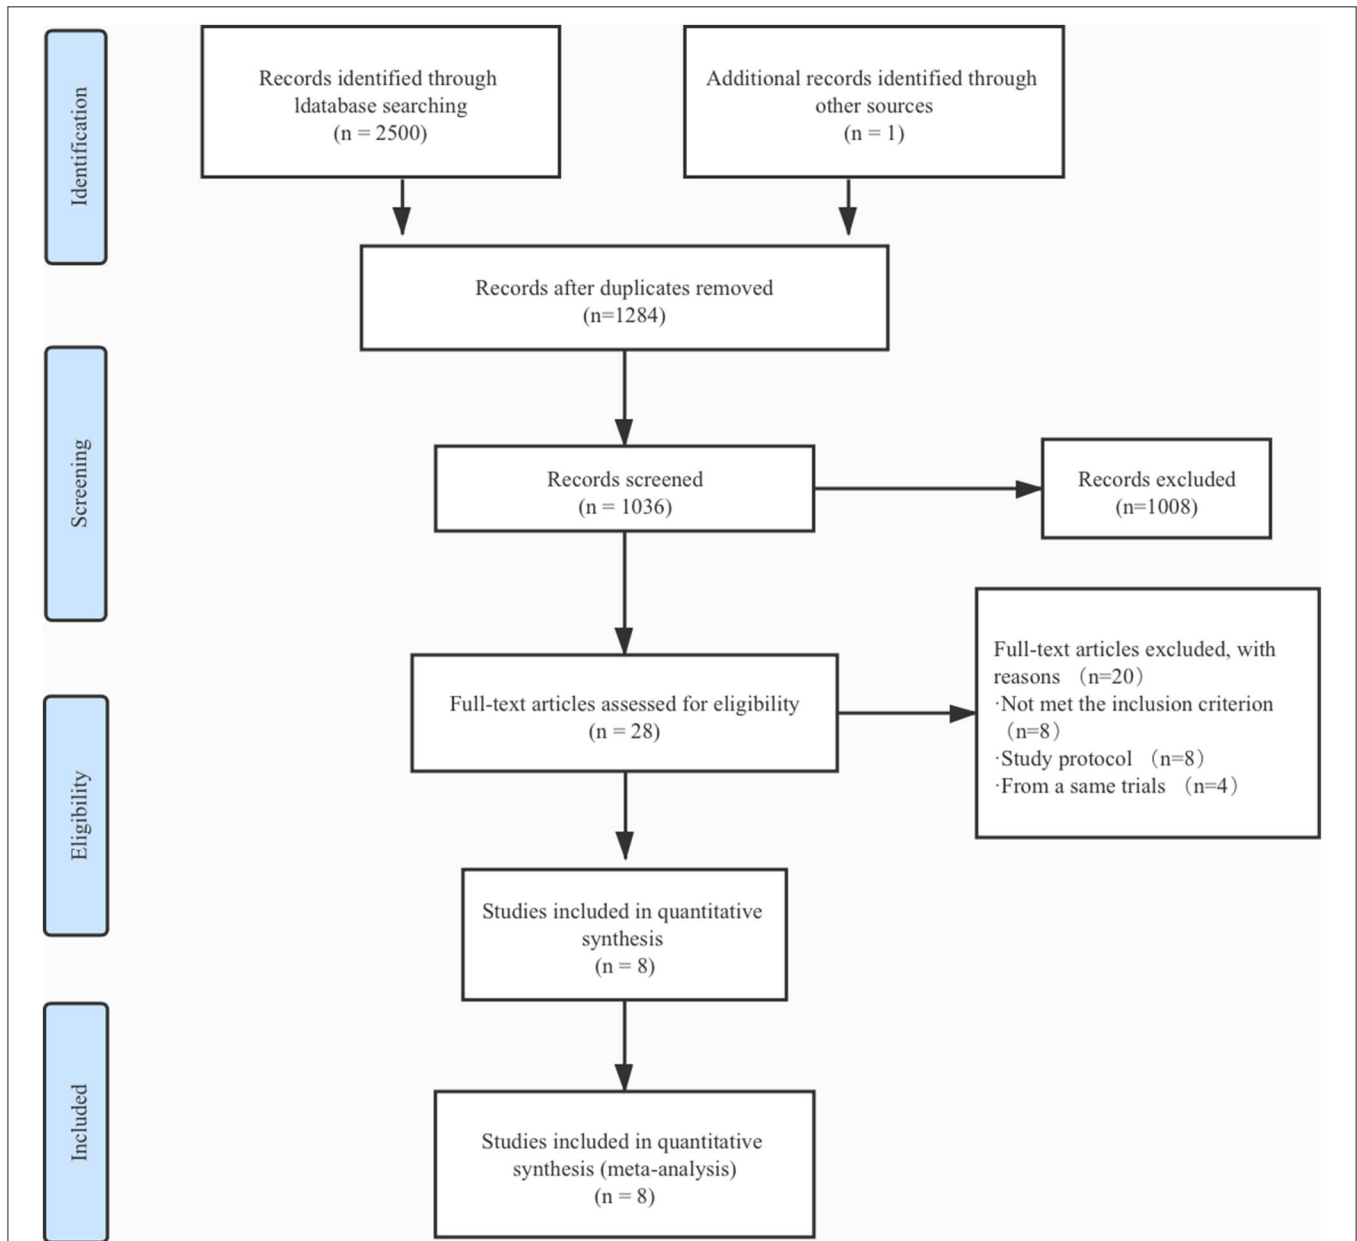 Identification
Records identified through
ldatabase searching
(n = 2500)
Additional records identified through
other sources
(n = 1)
Records after duplicates removed
(n=1284)
Screening
Records screened
(n = 1036)
Records excluded
(n=1008)
Eligibility
Full-text articles assessed for eligibility
(n = 28)
Full-text articles excluded, with
reasons （n=20）
·Not met the inclusion criterion
（n=8）
·Study protocol （n=8）
·From a same trials （n=4）
Studies included in quantitative
synthesis
(n = 8)
Included
Studies included in quantitative
synthesis (meta-analysis)
(n = 8)